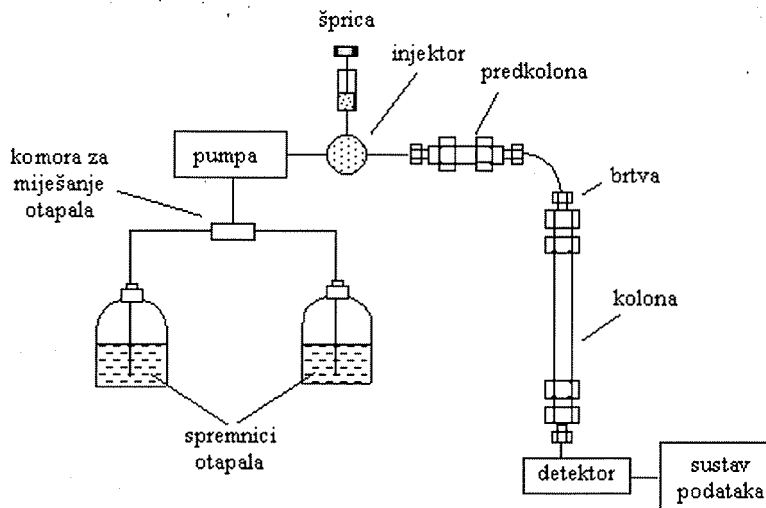 šprica
injektor
predkolona
pumpa
komora za
miješanje
otapala
brtva
kolona
spremnici
otapala
detektor
sustav
podataka